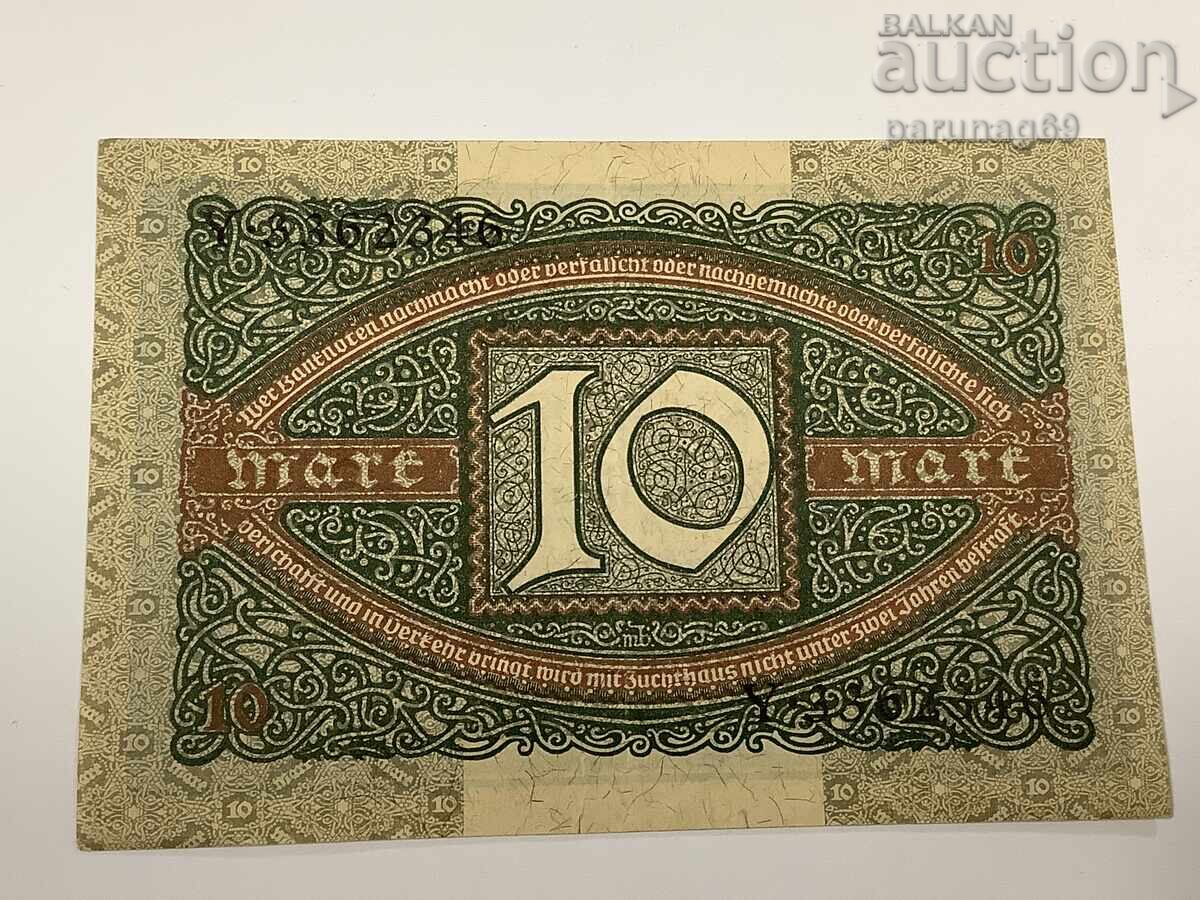 BALKAN
auction
parunag69
Y 3362346
10
Wer Banknoten nachmacht oder verfälscht oder nachgemachte oder verfälschte sich
Mark
10
Mark
verschafft und in Verkehr bringt, wird mit Zuchthaus nicht unter zwei Jahren bestraft.
10